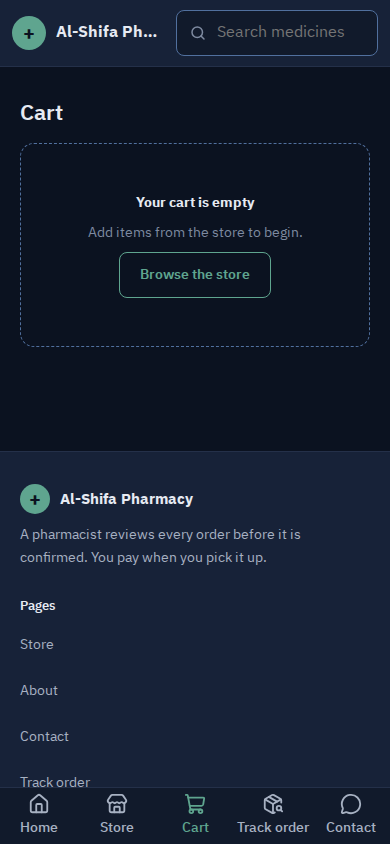 Al-Shifa Ph...
Search medicines
Cart
Your cart is empty
Add items from the store to begin.
Browse the store
Al-Shifa Pharmacy
A pharmacist reviews every order before it is
confirmed. You pay when you pick it up.
Pages
Store
About
Contact
Track order
Home
Store
Cart
Track order
Contact